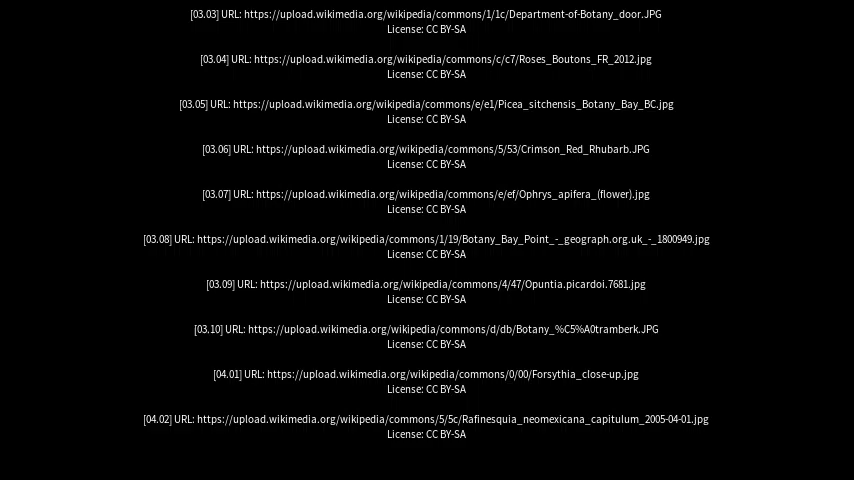 [03.03] URL: https://upload.wikimedia.org/wikipedia/commons/1/1c/Department-of-Botany_door.JPG
License: CC BY-SA
[03.04] URL: https://upload.wikimedia.org/wikipedia/commons/c/c7/Roses_Boutons_FR_2012.jpg
License: CC BY-SA
[03.05] URL: https://upload.wikimedia.org/wikipedia/commons/e/e1/Picea_sitchensis_Botany_Bay_BC.jpg
License: CC BY-SA
[03.06] URL: https://upload.wikimedia.org/wikipedia/commons/5/53/Crimson_Red_Rhubarb.JPG
License: CC BY-SA
[03.07] URL: https://upload.wikimedia.org/wikipedia/commons/e/ef/Ophrys_apifera_(flower).jpg
License: CC BY-SA
[03.08] URL: https://upload.wikimedia.org/wikipedia/commons/1/19/Botany_Bay_Point_-_geograph.org.uk_-_1800949.jpg
License: CC BY-SA
[03.09] URL: https://upload.wikimedia.org/wikipedia/commons/4/47/Opuntia.picardoi.7681.jpg
License: CC BY-SA
[03.10] URL: https://upload.wikimedia.org/wikipedia/commons/d/db/Botany_%C5%A0tramberk.JPG
License: CC BY-SA
[04.01] URL: https://upload.wikimedia.org/wikipedia/commons/0/00/Forsythia_close-up.jpg
License: CC BY-SA
[04.02] URL: https://upload.wikimedia.org/wikipedia/commons/5/5c/Rafinesquia_neomexicana_capitulum_2005-04-01.jpg
License: CC BY-SA